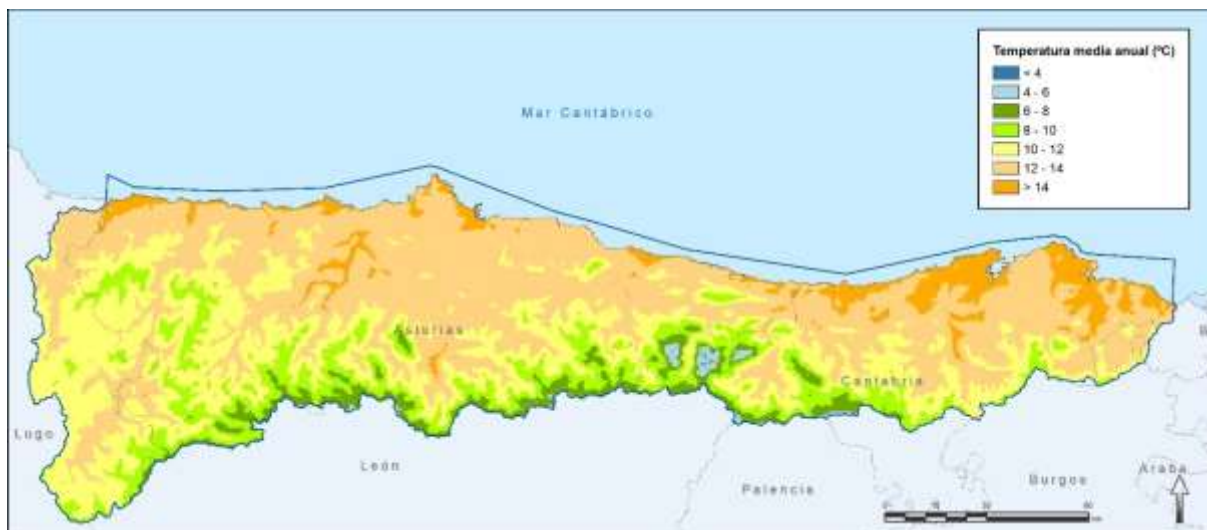 Temperatura media anual (ºC)
< 4
4 - 6
6 - 8
8 - 10
10 - 12
12 - 14
> 14
Mar Cantábrico
Asturias
Cantabria
Lugo
León
Palencia
Burgos
Araba
B
0